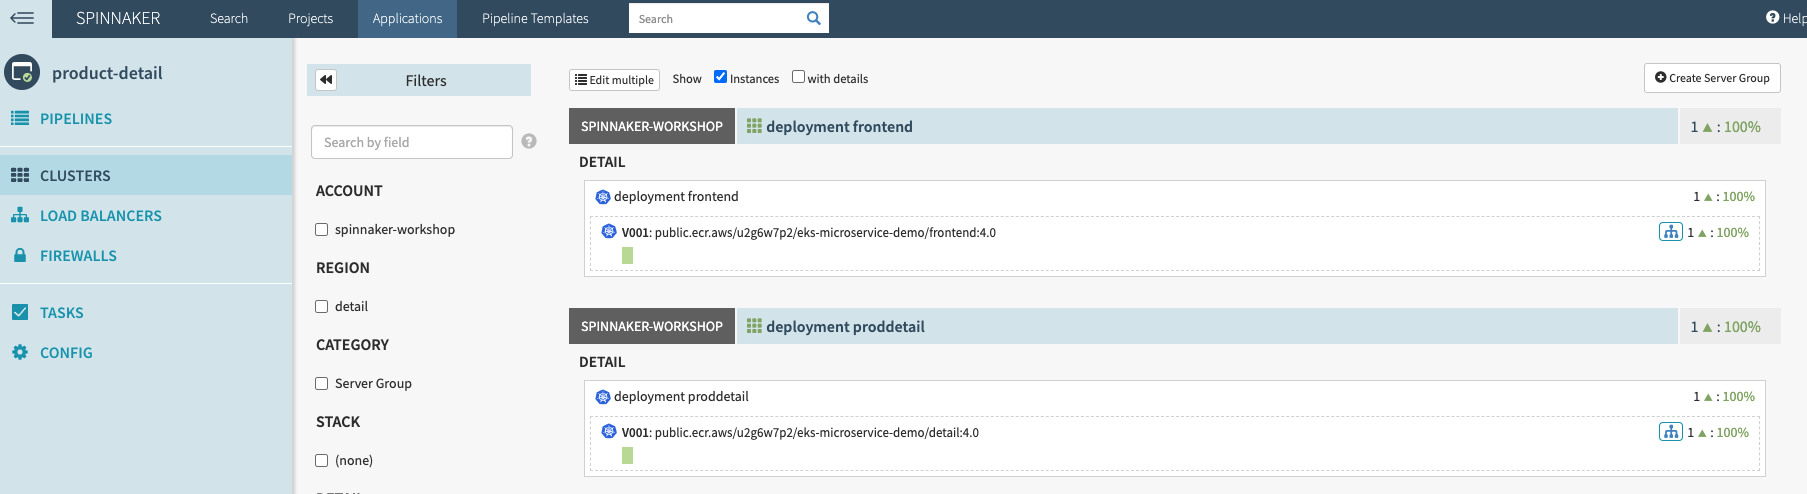 SPINNAKER Search Projects Applications Pipeline Templates Search Help
product-detail
PIPELINES
CLUSTERS
LOAD BALANCERS
FIREWALLS
TASKS
CONFIG
Filters
Search by field
ACCOUNT
spinnaker-workshop
REGION
detail
CATEGORY
Server Group
STACK
(none)
Edit multiple Show Instances with details Create Server Group
SPINNAKER-WORKSHOP deployment frontend 1 ▲ : 100%
DETAIL
deployment frontend 1 ▲ : 100%
V001: public.ecr.aws/u2g6w7p2/eks-microservice-demo/frontend:4.0 1 ▲ : 100%
SPINNAKER-WORKSHOP deployment proddetail 1 ▲ : 100%
DETAIL
deployment proddetail 1 ▲ : 100%
V001: public.ecr.aws/u2g6w7p2/eks-microservice-demo/detail:4.0 1 ▲ : 100%